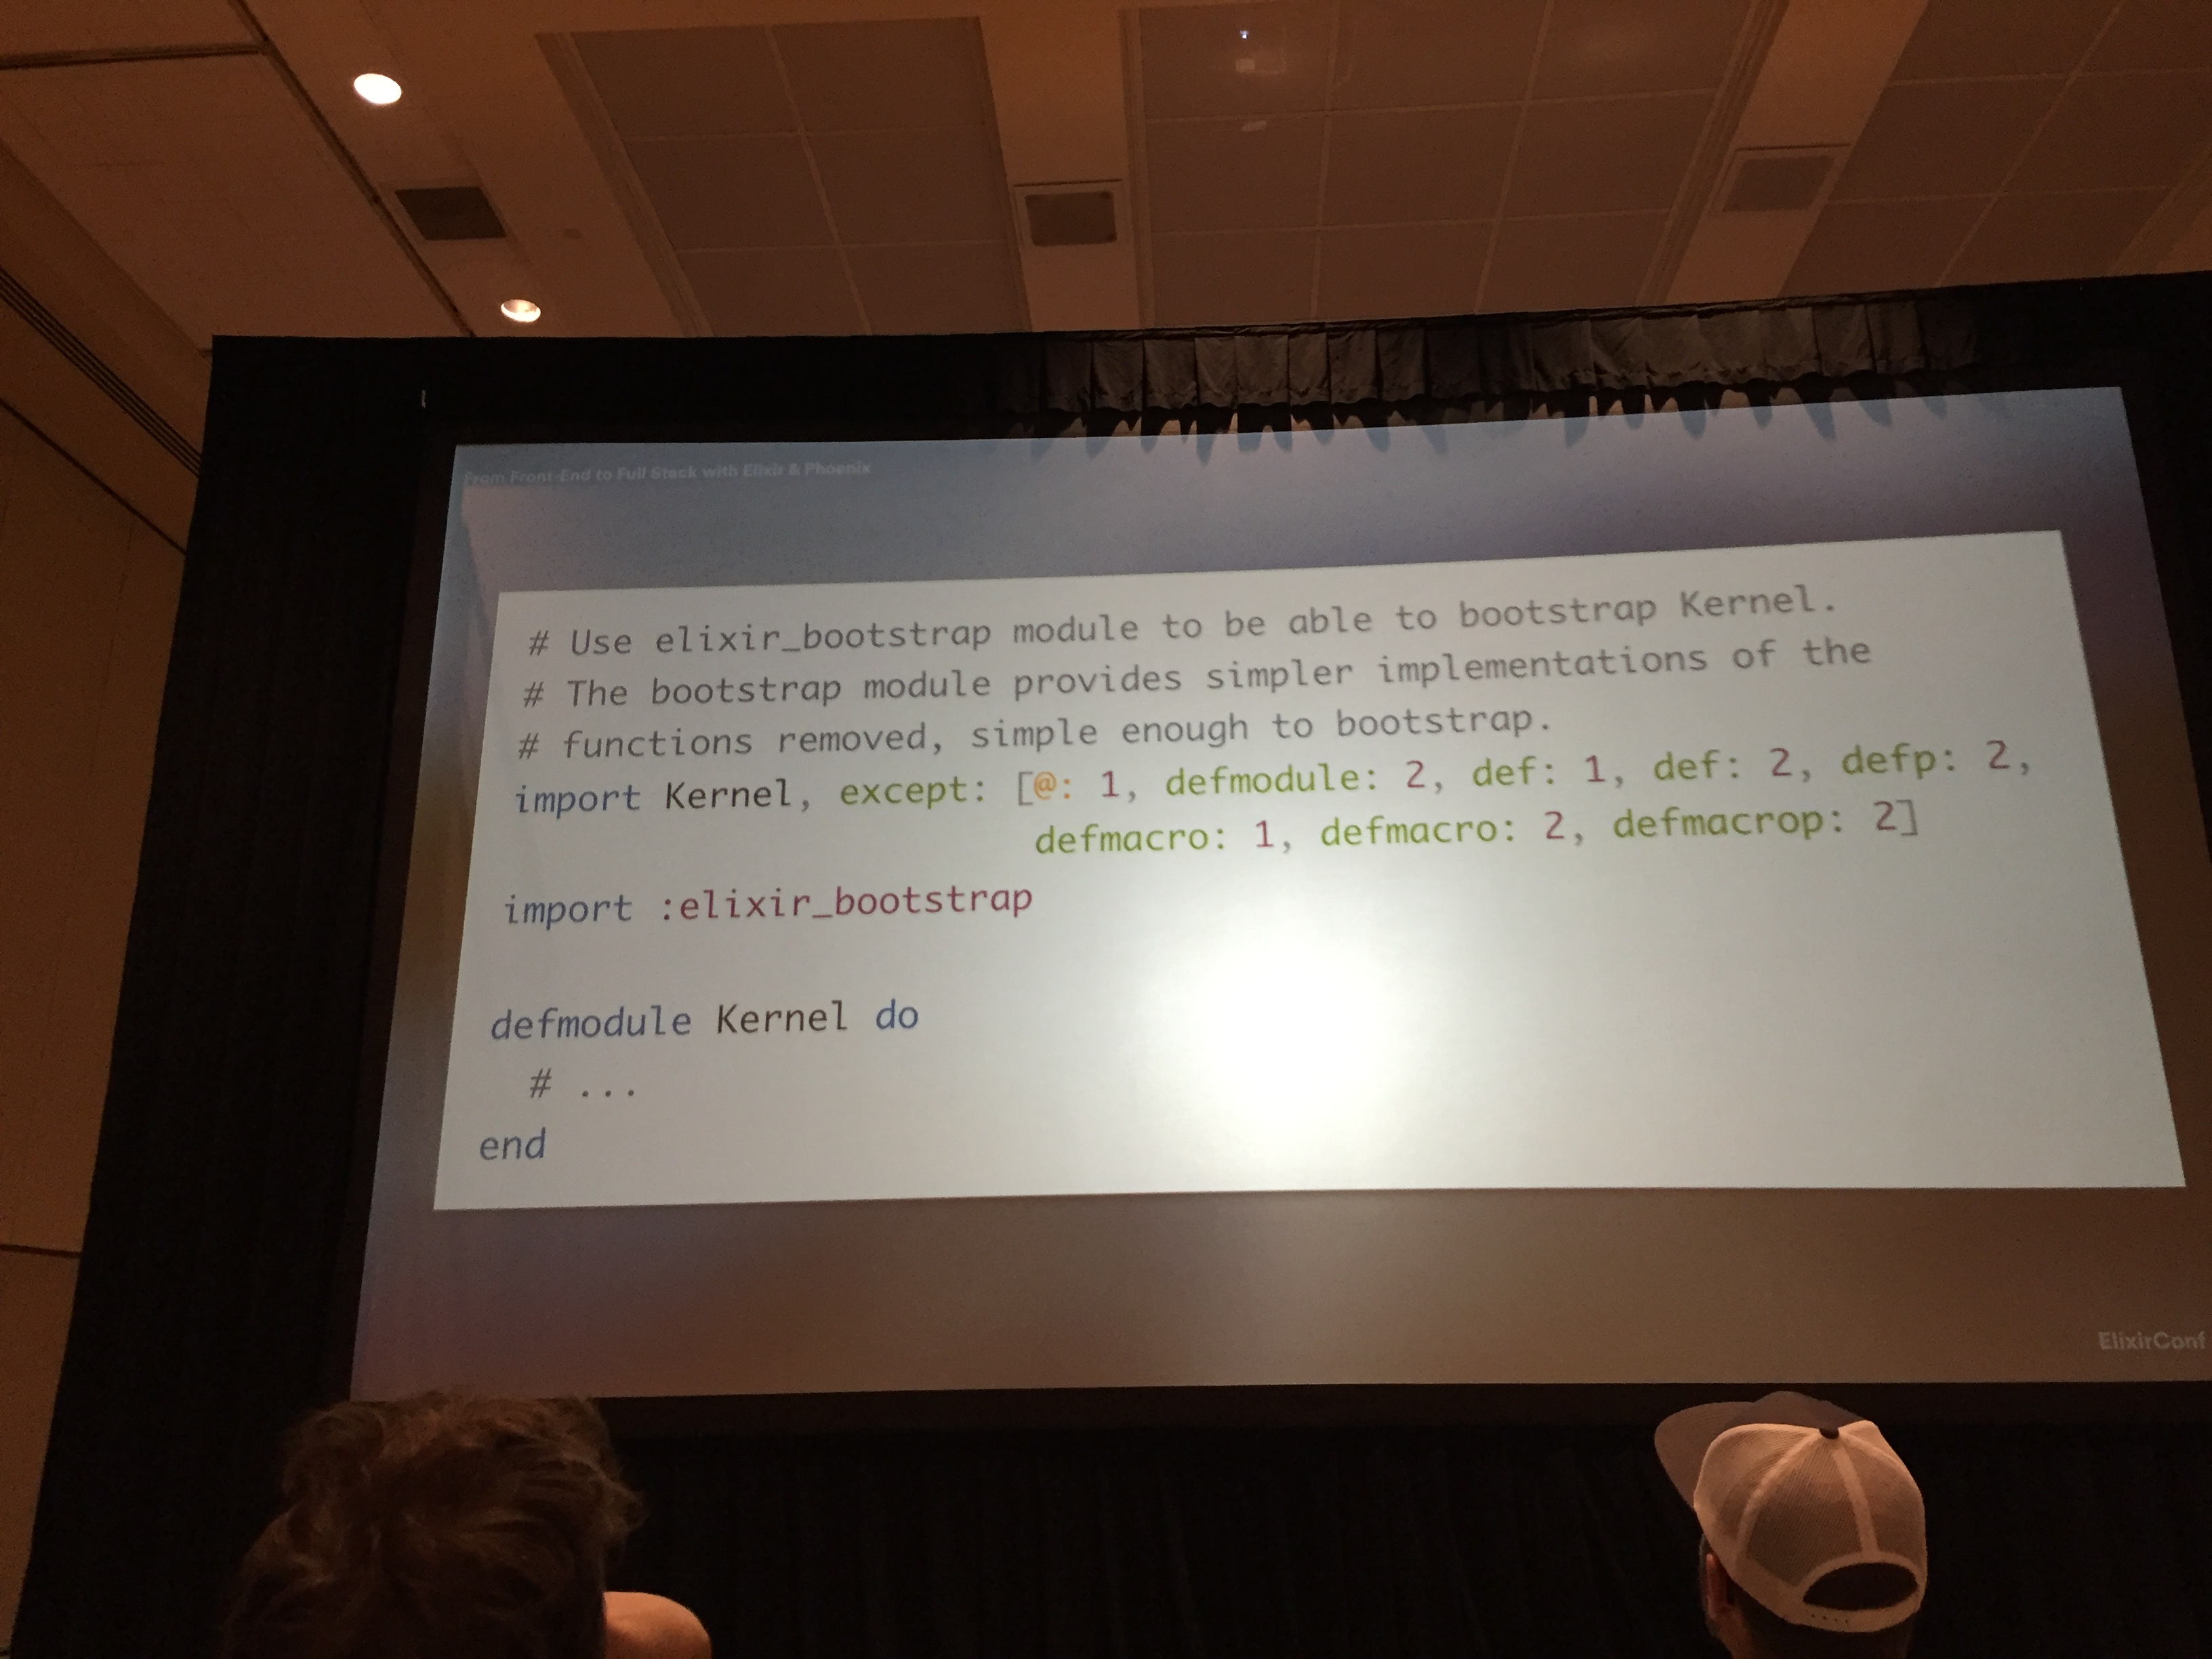 From Front-End to Full Stack with Elixir & Phoenix
# Use elixir_bootstrap module to be able to bootstrap Kernel.
# The bootstrap module provides simpler implementations of the
# functions removed, simple enough to bootstrap.
import Kernel, except: [@: 1, defmodule: 2, def: 1, def: 2, defp: 2,
defmacro: 1, defmacro: 2, defmacrop: 2]
import :elixir_bootstrap
defmodule Kernel do
# ...
end
ElixirConf